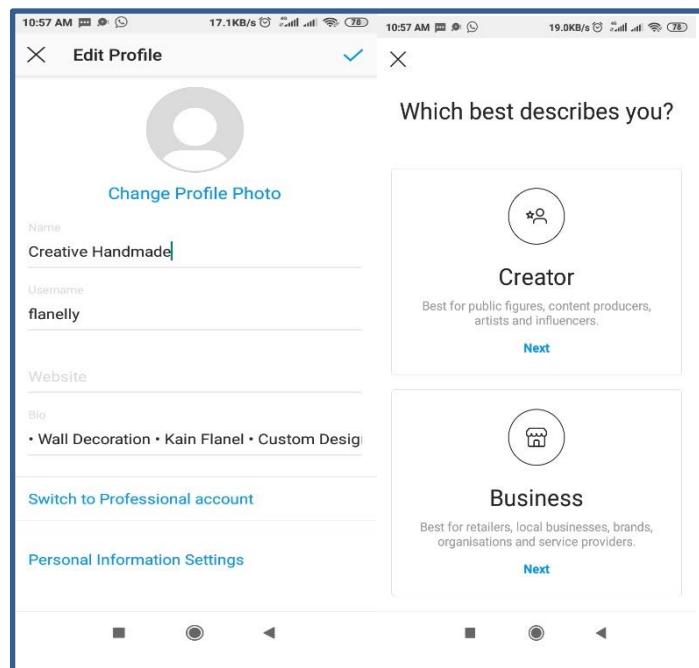 10:57 AM
17.1KB/s
78
Edit Profile
Change Profile Photo
Name
Creative Handmade
Username
flanelly
Website
Bio
• Wall Decoration • Kain Flanel • Custom Desig
Switch to Professional account
Personal Information Settings
10:57 AM
19.0KB/s
78
Which best describes you?
Creator
Best for public figures, content producers,
artists and influencers.
Next
Business
Best for retailers, local businesses, brands,
organisations and service providers.
Next